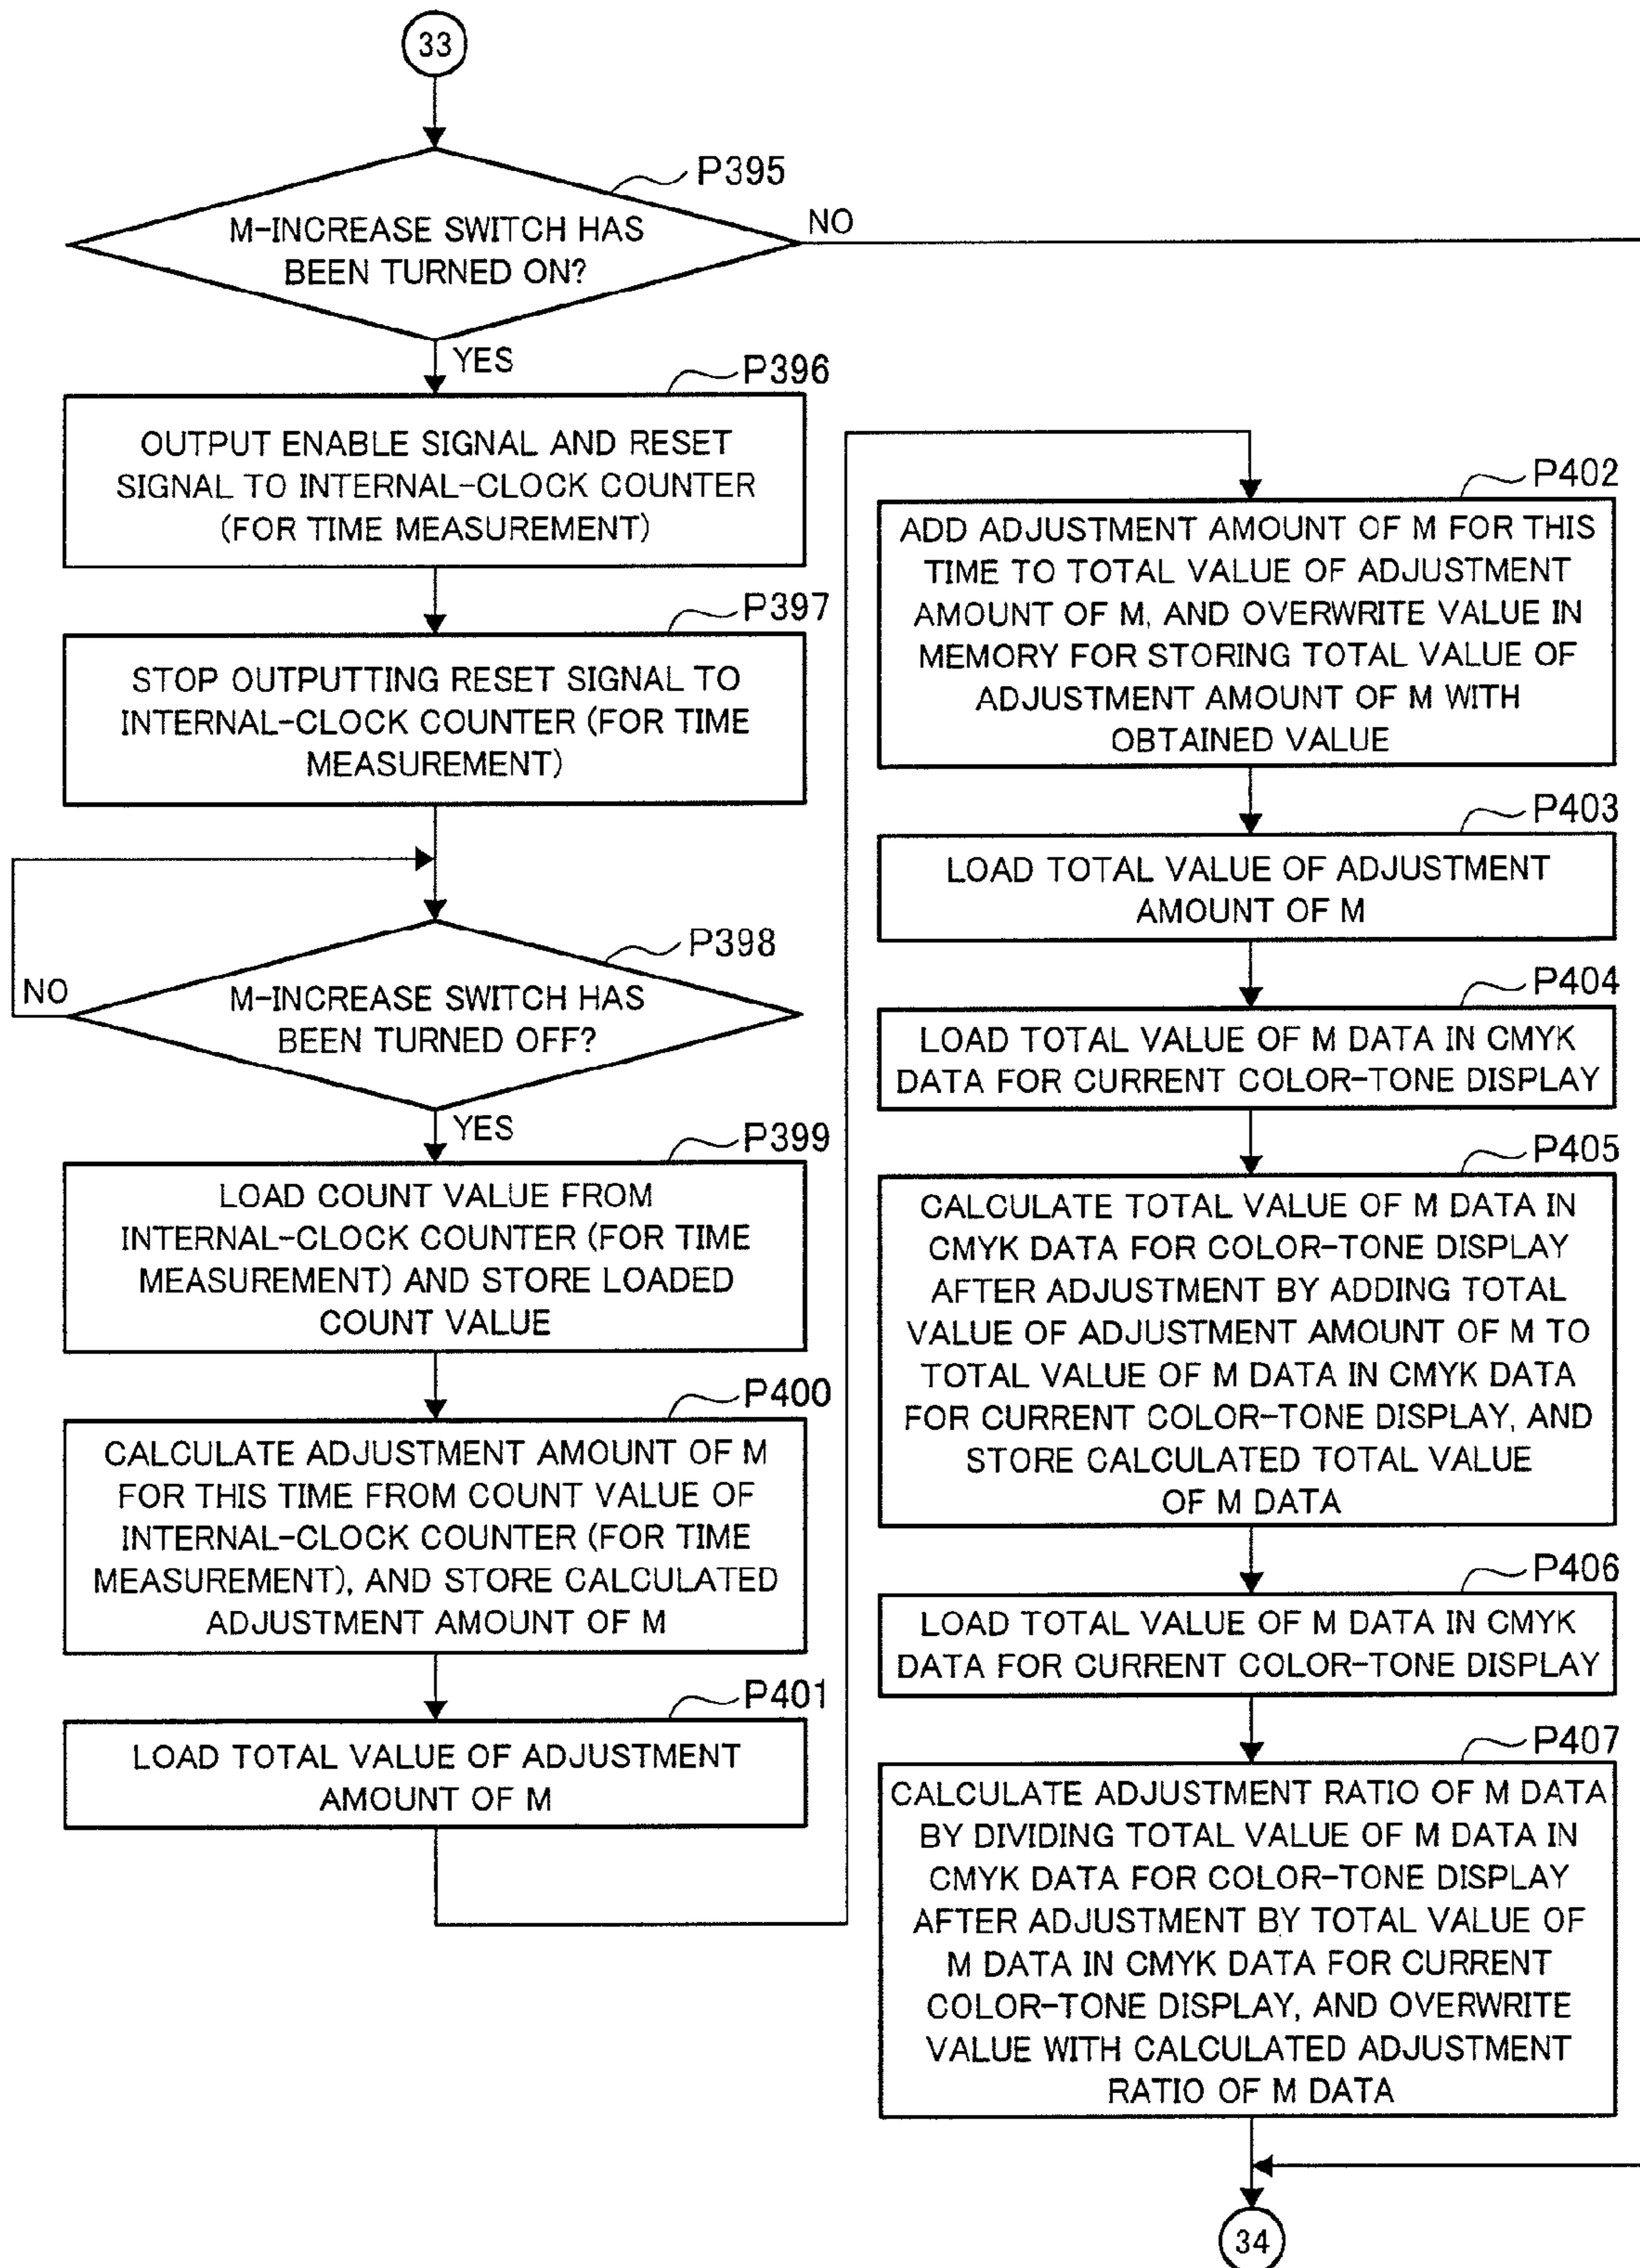 33
P395
M-INCREASE SWITCH HAS
BEEN TURNED ON?
NO
YES
P396
OUTPUT ENABLE SIGNAL AND RESET
SIGNAL TO INTERNAL-CLOCK COUNTER
(FOR TIME MEASUREMENT)
P397
STOP OUTPUTTING RESET SIGNAL TO
INTERNAL-CLOCK COUNTER (FOR TIME
MEASUREMENT)
P398
NO
M-INCREASE SWITCH HAS
BEEN TURNED OFF?
YES
P399
LOAD COUNT VALUE FROM
INTERNAL-CLOCK COUNTER (FOR TIME
MEASUREMENT) AND STORE LOADED
COUNT VALUE
P400
CALCULATE ADJUSTMENT AMOUNT OF M
FOR THIS TIME FROM COUNT VALUE OF
INTERNAL-CLOCK COUNTER (FOR TIME
MEASUREMENT), AND STORE CALCULATED
ADJUSTMENT AMOUNT OF M
P401
LOAD TOTAL VALUE OF ADJUSTMENT
AMOUNT OF M
P402
ADD ADJUSTMENT AMOUNT OF M FOR THIS
TIME TO TOTAL VALUE OF ADJUSTMENT
AMOUNT OF M, AND OVERWRITE VALUE IN
MEMORY FOR STORING TOTAL VALUE OF
ADJUSTMENT AMOUNT OF M WITH
OBTAINED VALUE
P403
LOAD TOTAL VALUE OF ADJUSTMENT
AMOUNT OF M
P404
LOAD TOTAL VALUE OF M DATA IN CMYK
DATA FOR CURRENT COLOR-TONE DISPLAY
P405
CALCULATE TOTAL VALUE OF M DATA IN
CMYK DATA FOR COLOR-TONE DISPLAY
AFTER ADJUSTMENT BY ADDING TOTAL
VALUE OF ADJUSTMENT AMOUNT OF M TO
TOTAL VALUE OF M DATA IN CMYK DATA
FOR CURRENT COLOR-TONE DISPLAY, AND
STORE CALCULATED TOTAL VALUE
OF M DATA
P406
LOAD TOTAL VALUE OF M DATA IN CMYK
DATA FOR CURRENT COLOR-TONE DISPLAY
P407
CALCULATE ADJUSTMENT RATIO OF M DATA
BY DIVIDING TOTAL VALUE OF M DATA IN
CMYK DATA FOR COLOR-TONE DISPLAY
AFTER ADJUSTMENT BY TOTAL VALUE OF
M DATA IN CMYK DATA FOR CURRENT
COLOR-TONE DISPLAY, AND OVERWRITE
VALUE WITH CALCULATED ADJUSTMENT
RATIO OF M DATA
34